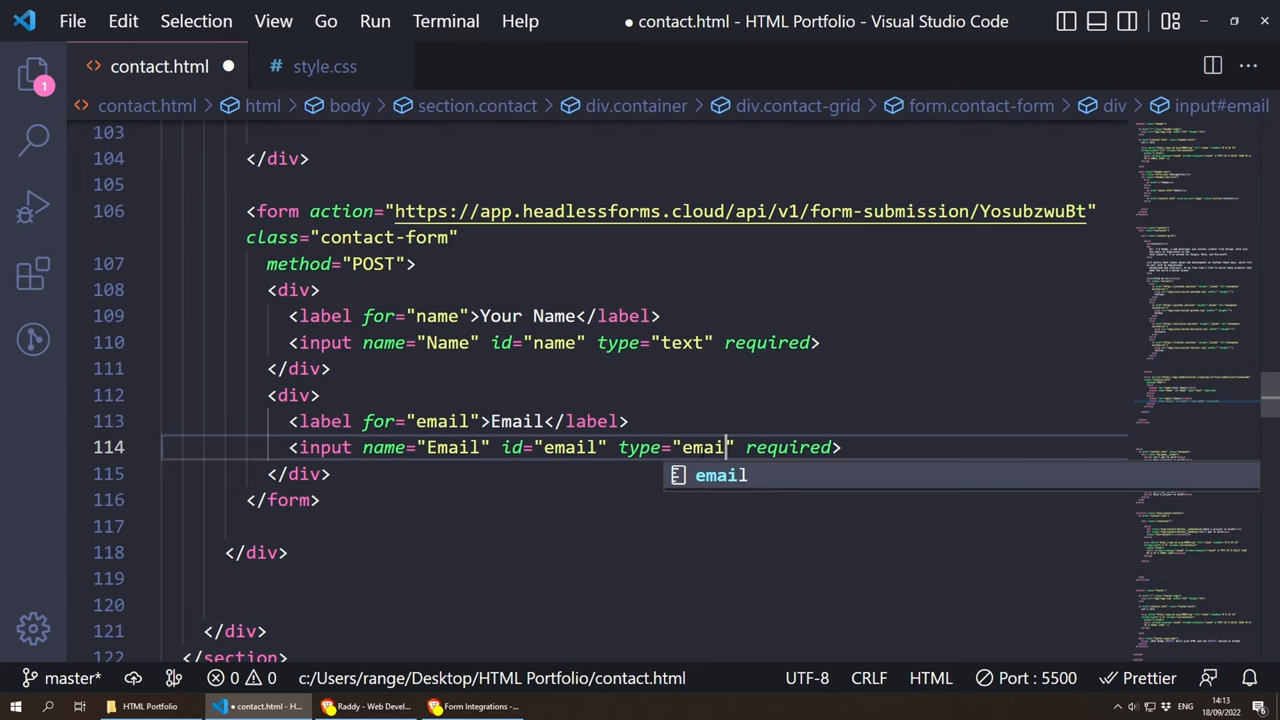 File Edit Selection View Go Run Terminal Help ● contact.html - HTML Portfolio - Visual Studio Code
contact.html ● # style.css
contact.html > html > body > section.contact > div.container > div.contact-grid > form.contact-form > div > input#email
1
103
104 </div>
105
106 <form action="https://app.headlessforms.cloud/api/v1/form-submission/YosubzwuBt"
class="contact-form"
107 method="POST">
108 <div>
109 <label for="name">Your Name</label>
110 <input name="Name" id="name" type="text" required>
111 </div>
112 <div>
113 <label for="email">Email</label>
114 <input name="Email" id="email" type="emai" required>
email
115 </div>
116 </form>
117
118 </div>
119
120
121 </div>
122 </section>
master* 0 0 c:/Users/range/Desktop/HTML Portfolio/contact.html UTF-8 CRLF HTML Port : 5500 Prettier
HTML Portfolio ● contact.html - HTM... Raddy - Web Devel... Form Integrations -... ENG 14:13
18/09/2022 6